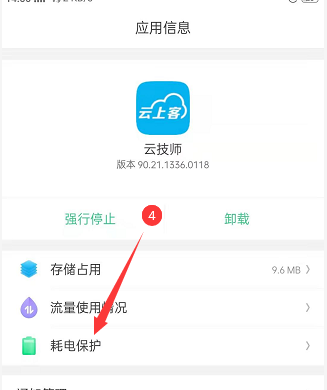 应用信息
云上客
云技师
版本 90.21.1336.0118
强行停止
4
卸载
存储占用
9.6 MB
流量使用情况
耗电保护